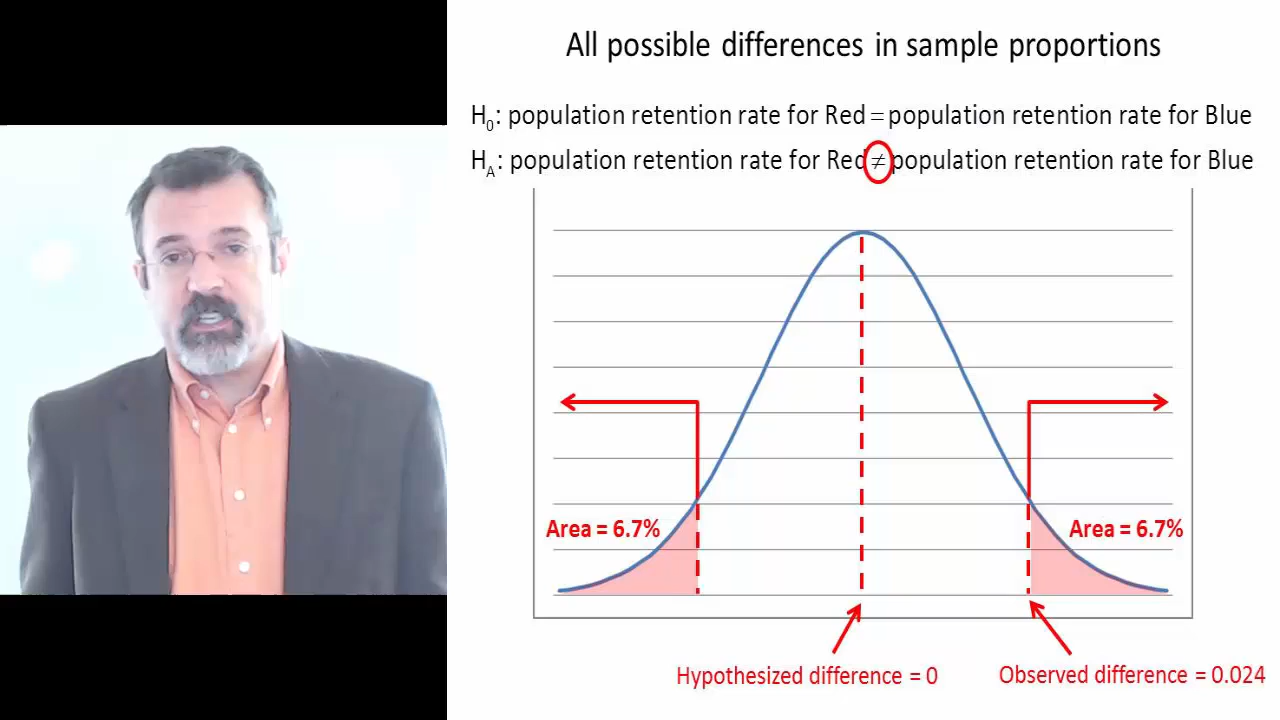 All possible differences in sample proportions
H₀: population retention rate for Red = population retention rate for Blue
Hₐ: population retention rate for Red ≠ population retention rate for Blue
Area = 6.7%
Area = 6.7%
Hypothesized difference = 0
Observed difference = 0.024